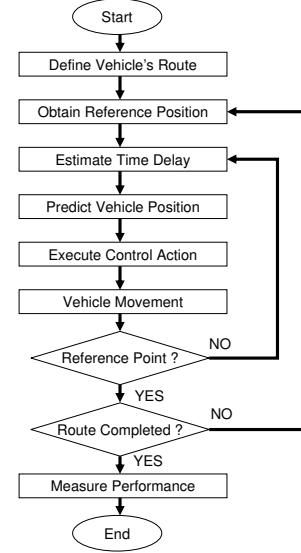 Start
Define Vehicle's Route
Obtain Reference Position
Estimate Time Delay
Predict Vehicle Position
Execute Control Action
Vehicle Movement
Reference Point ?
NO
YES
Route Completed ?
NO
YES
Measure Performance
End